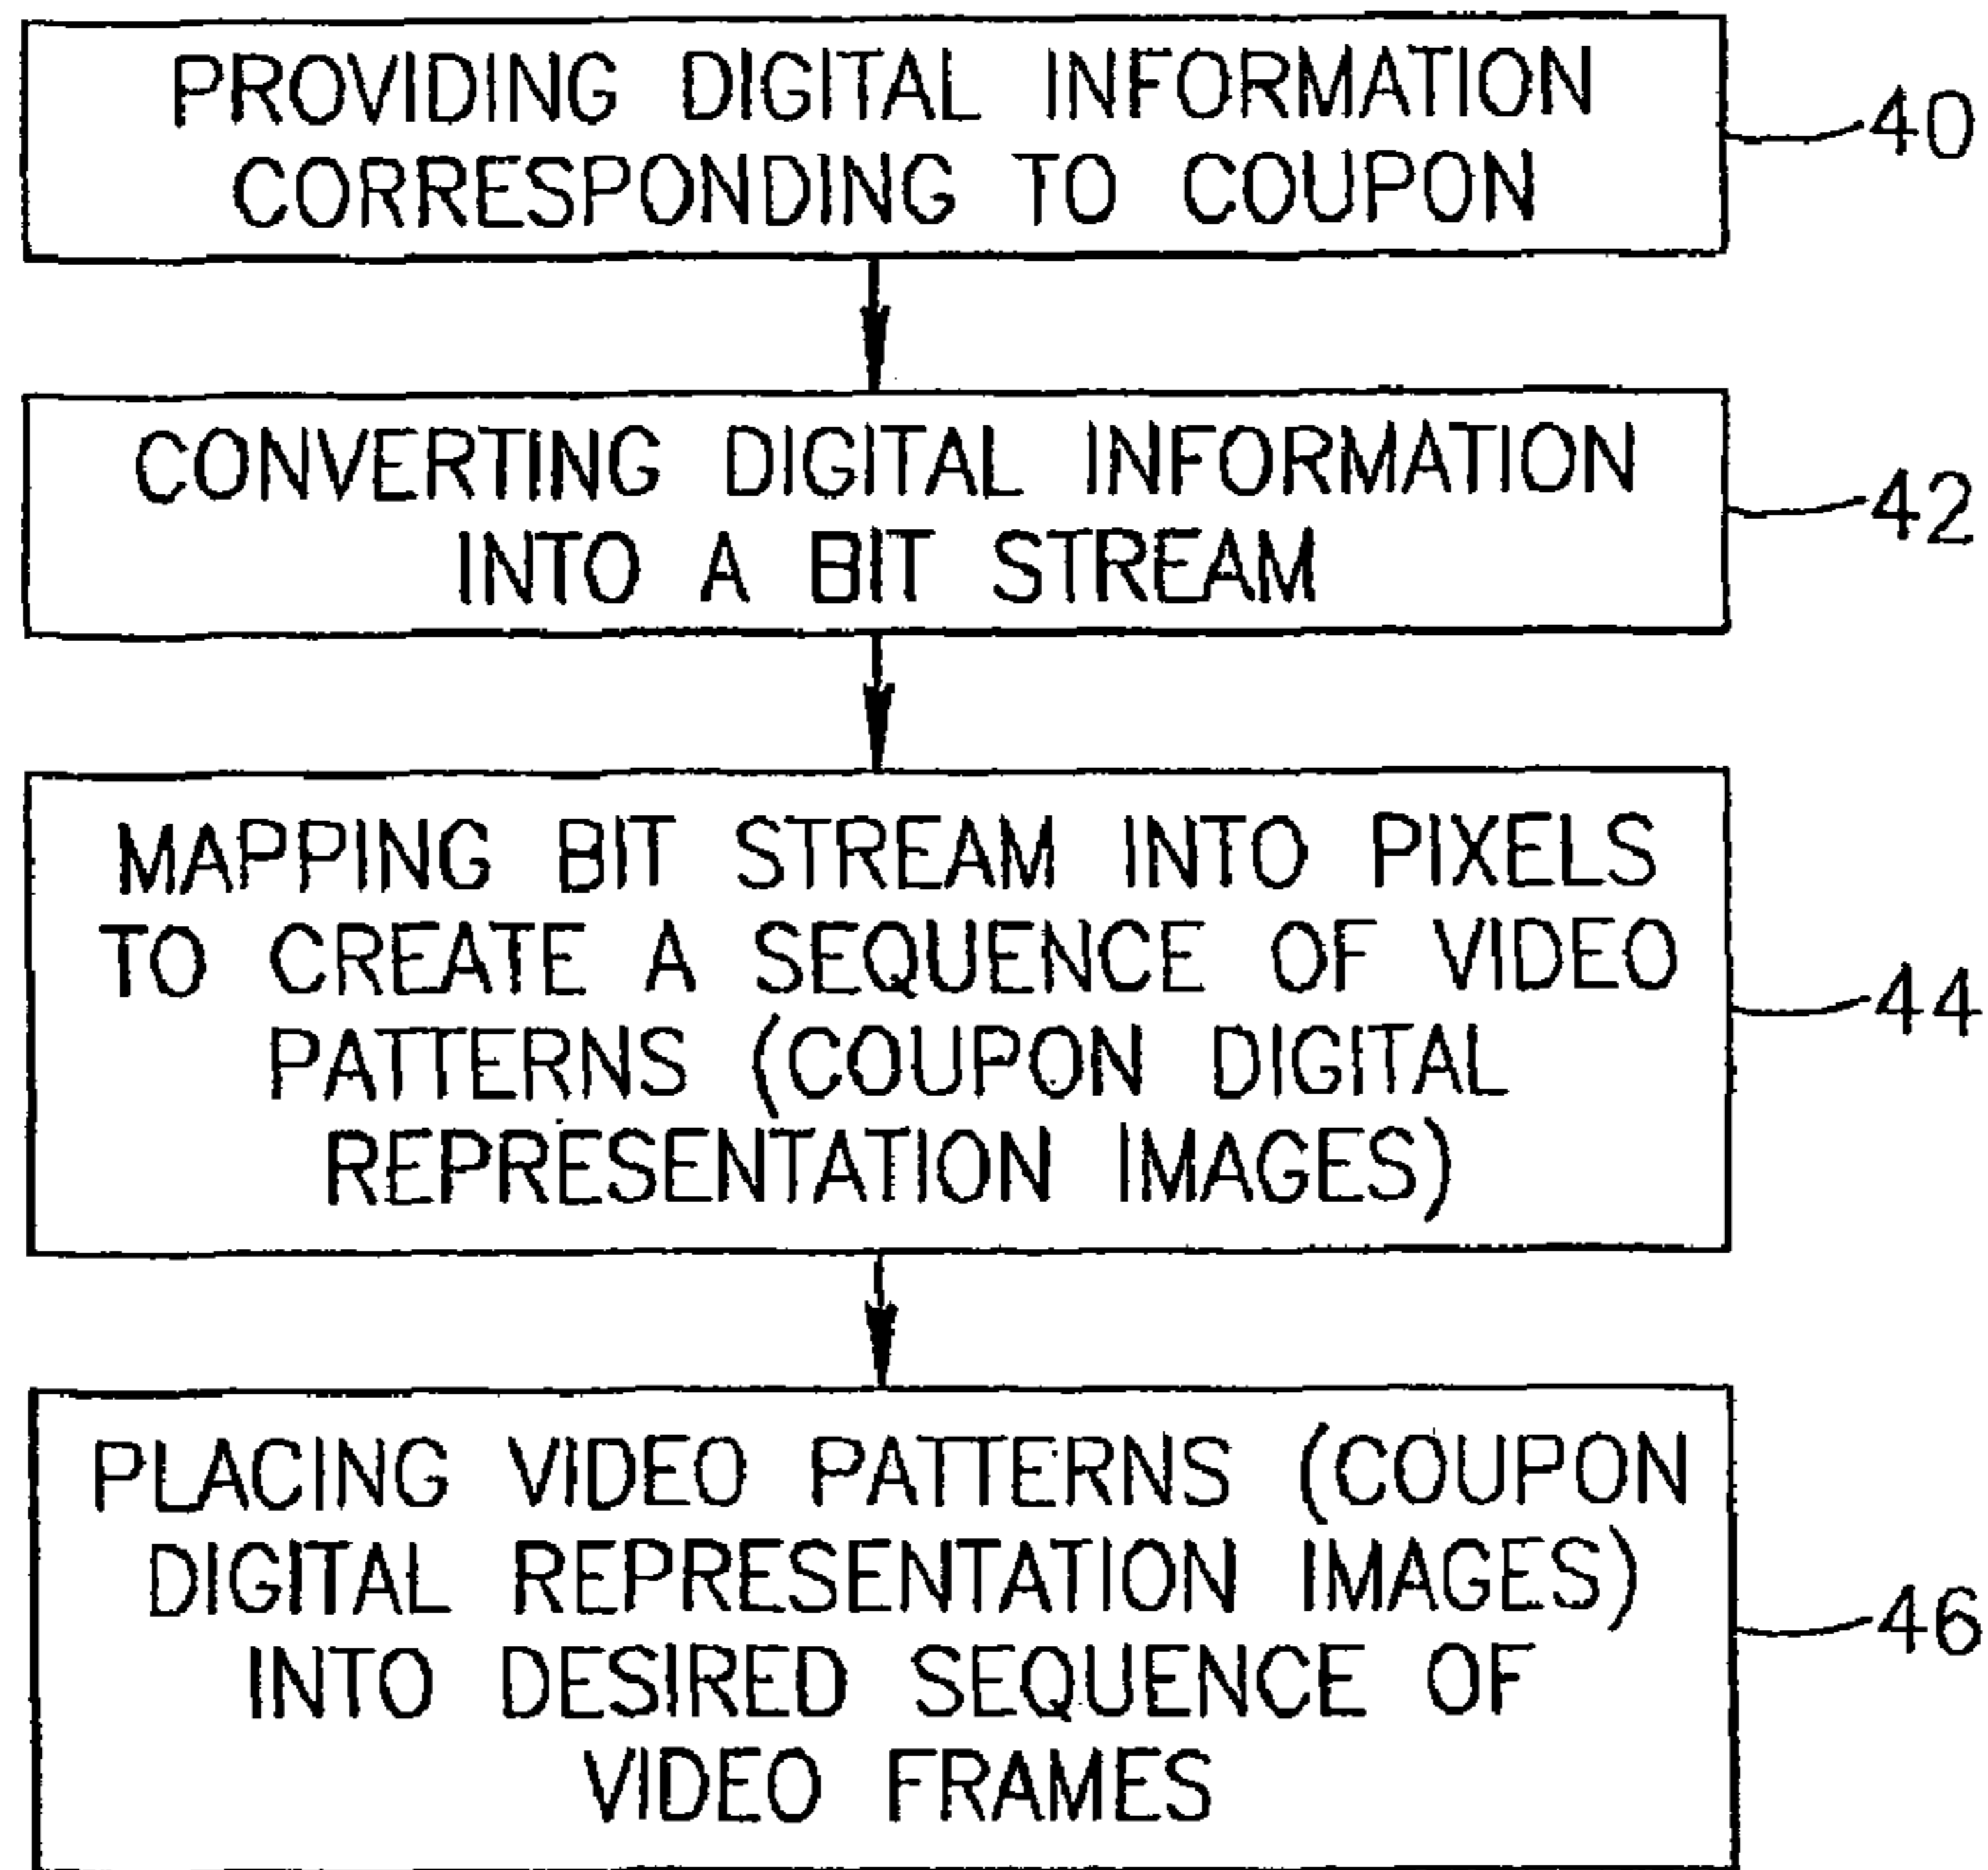 PROVIDING DIGITAL INFORMATION
CORRESPONDING TO COUPON
40
CONVERTING DIGITAL INFORMATION
INTO A BIT STREAM
42
MAPPING BIT STREAM INTO PIXELS
TO CREATE A SEQUENCE OF VIDEO
PATTERNS (COUPON DIGITAL
REPRESENTATION IMAGES)
44
PLACING VIDEO PATTERNS (COUPON
DIGITAL REPRESENTATION IMAGES)
INTO DESIRED SEQUENCE OF
VIDEO FRAMES
46